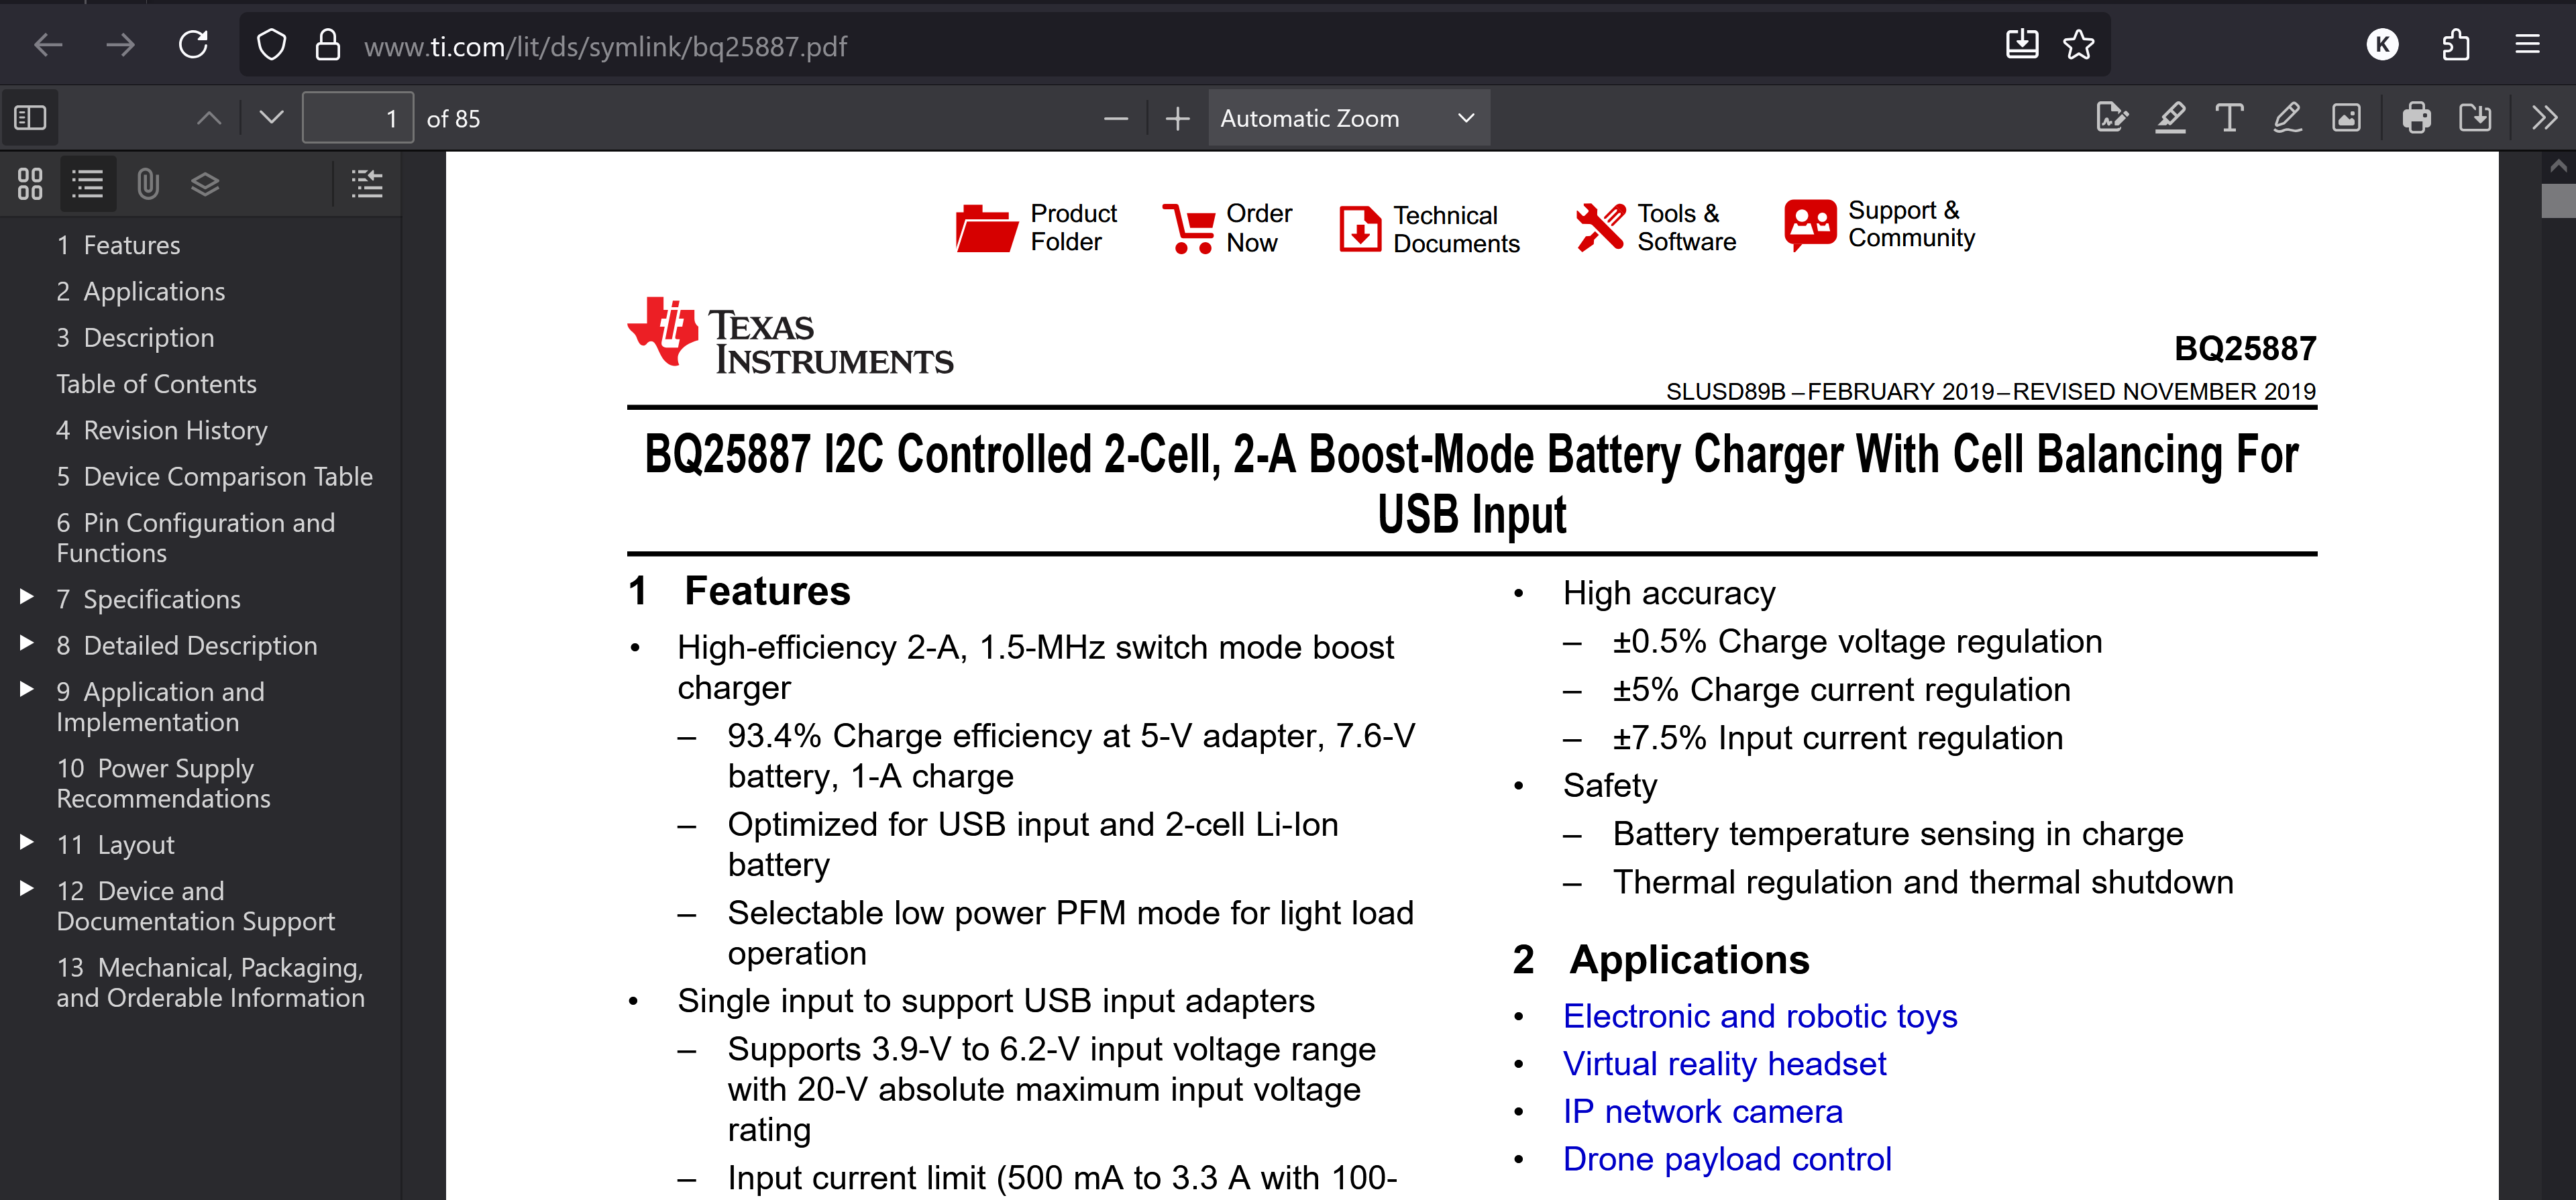 www.ti.com/lit/ds/symlink/bq25887.pdf
K
1 of 85
Automatic Zoom
1 Features
2 Applications
3 Description
Table of Contents
4 Revision History
5 Device Comparison Table
6 Pin Configuration and
Functions
7 Specifications
8 Detailed Description
9 Application and
Implementation
10 Power Supply
Recommendations
11 Layout
12 Device and
Documentation Support
13 Mechanical, Packaging,
and Orderable Information
Product
Folder
Order
Now
Technical
Documents
Tools &
Software
Support &
Community
TEXAS
INSTRUMENTS
BQ25887
SLUSD89B –FEBRUARY 2019–REVISED NOVEMBER 2019
BQ25887 I2C Controlled 2-Cell, 2-A Boost-Mode Battery Charger With Cell Balancing For
USB Input
1 Features
• High-efficiency 2-A, 1.5-MHz switch mode boost
charger
– 93.4% Charge efficiency at 5-V adapter, 7.6-V
battery, 1-A charge
– Optimized for USB input and 2-cell Li-Ion
battery
– Selectable low power PFM mode for light load
operation
• Single input to support USB input adapters
– Supports 3.9-V to 6.2-V input voltage range
with 20-V absolute maximum input voltage
rating
– Input current limit (500 mA to 3.3 A with 100-
• High accuracy
– ±0.5% Charge voltage regulation
– ±5% Charge current regulation
– ±7.5% Input current regulation
• Safety
– Battery temperature sensing in charge
– Thermal regulation and thermal shutdown
2 Applications
• Electronic and robotic toys
• Virtual reality headset
• IP network camera
• Drone payload control